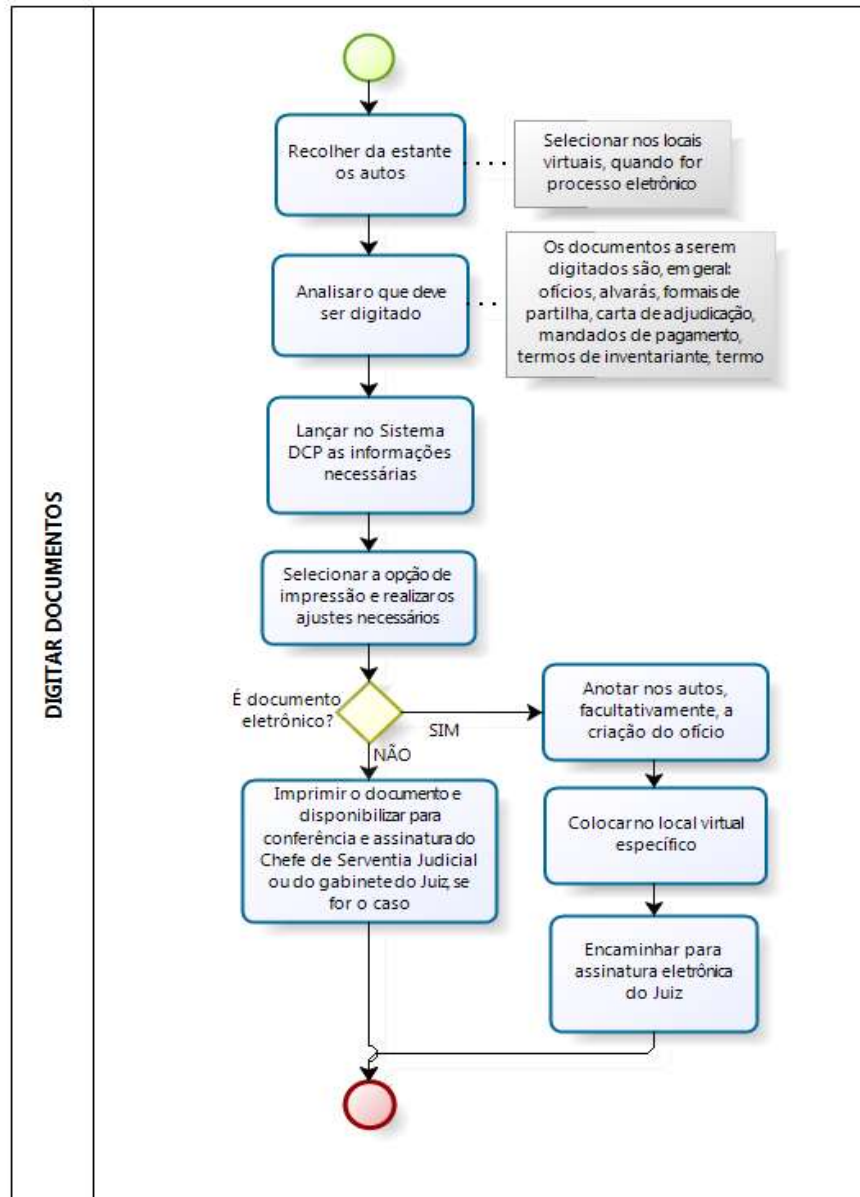 DIGITAR DOCUMENTOS
Recolher da estante
os autos
Selecionar nos locais
virtuais, quando for
processo eletrônico
Analisar o que deve
ser digitado
Os documentos a serem
digitados são, em geral:
ofícios, alvarás, formais de
partilha, carta de adjudicação,
mandados de pagamento,
termos de inventariante, termo
Lançar no Sistema
DCP as informações
necessárias
Selecionar a opção de
impressão e realizar os
ajustes necessários
É documento
eletrônico?
SIM
NÃO
Anotar nos autos,
facultativamente, a
criação do ofício
Imprimir o documento e
disponibilizar para
conferência e assinatura do
Chefe de Serventia Judicial
ou do gabinete do Juiz, se
for o caso
Colocar no local virtual
específico
Encaminhar para
assinatura eletrônica
do Juiz